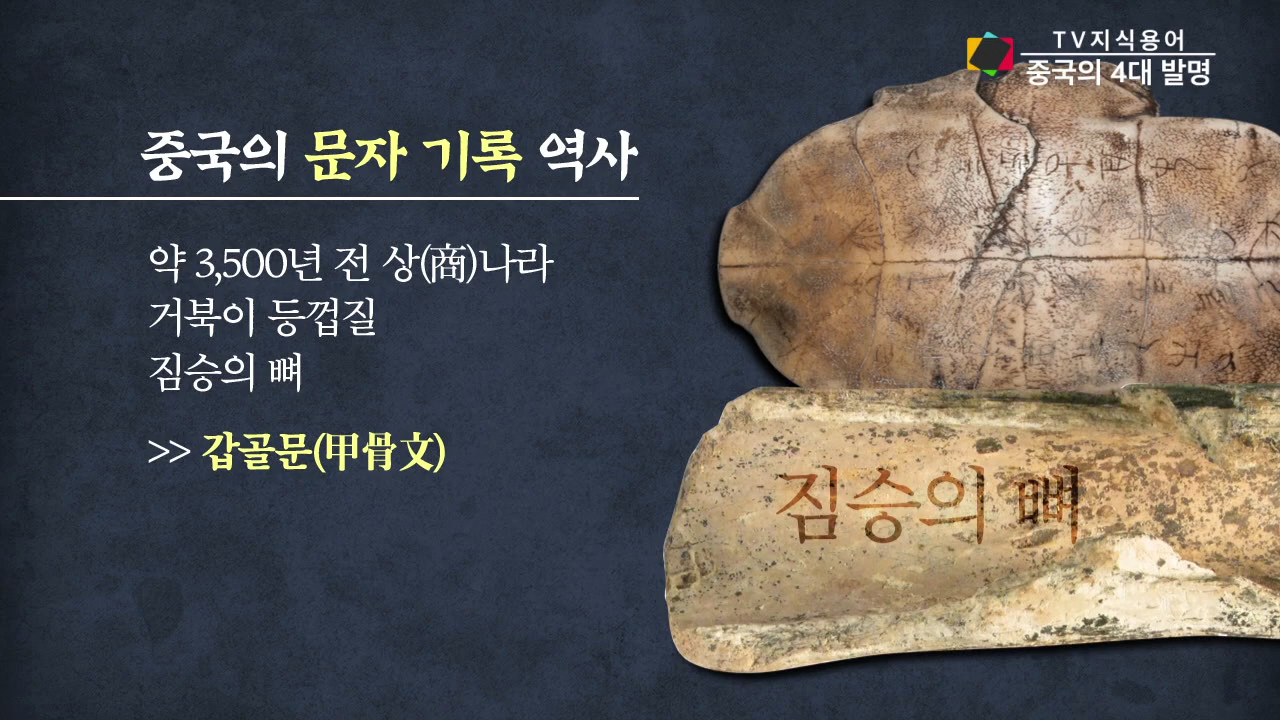 TV지식용어
중국의 4대 발명
중국의 문자 기록 역사
약 3,500년 전 상(商)나라
거북이 등껍질
짐승의 뼈
>> 갑골문(甲骨文)
짐승의 뼈